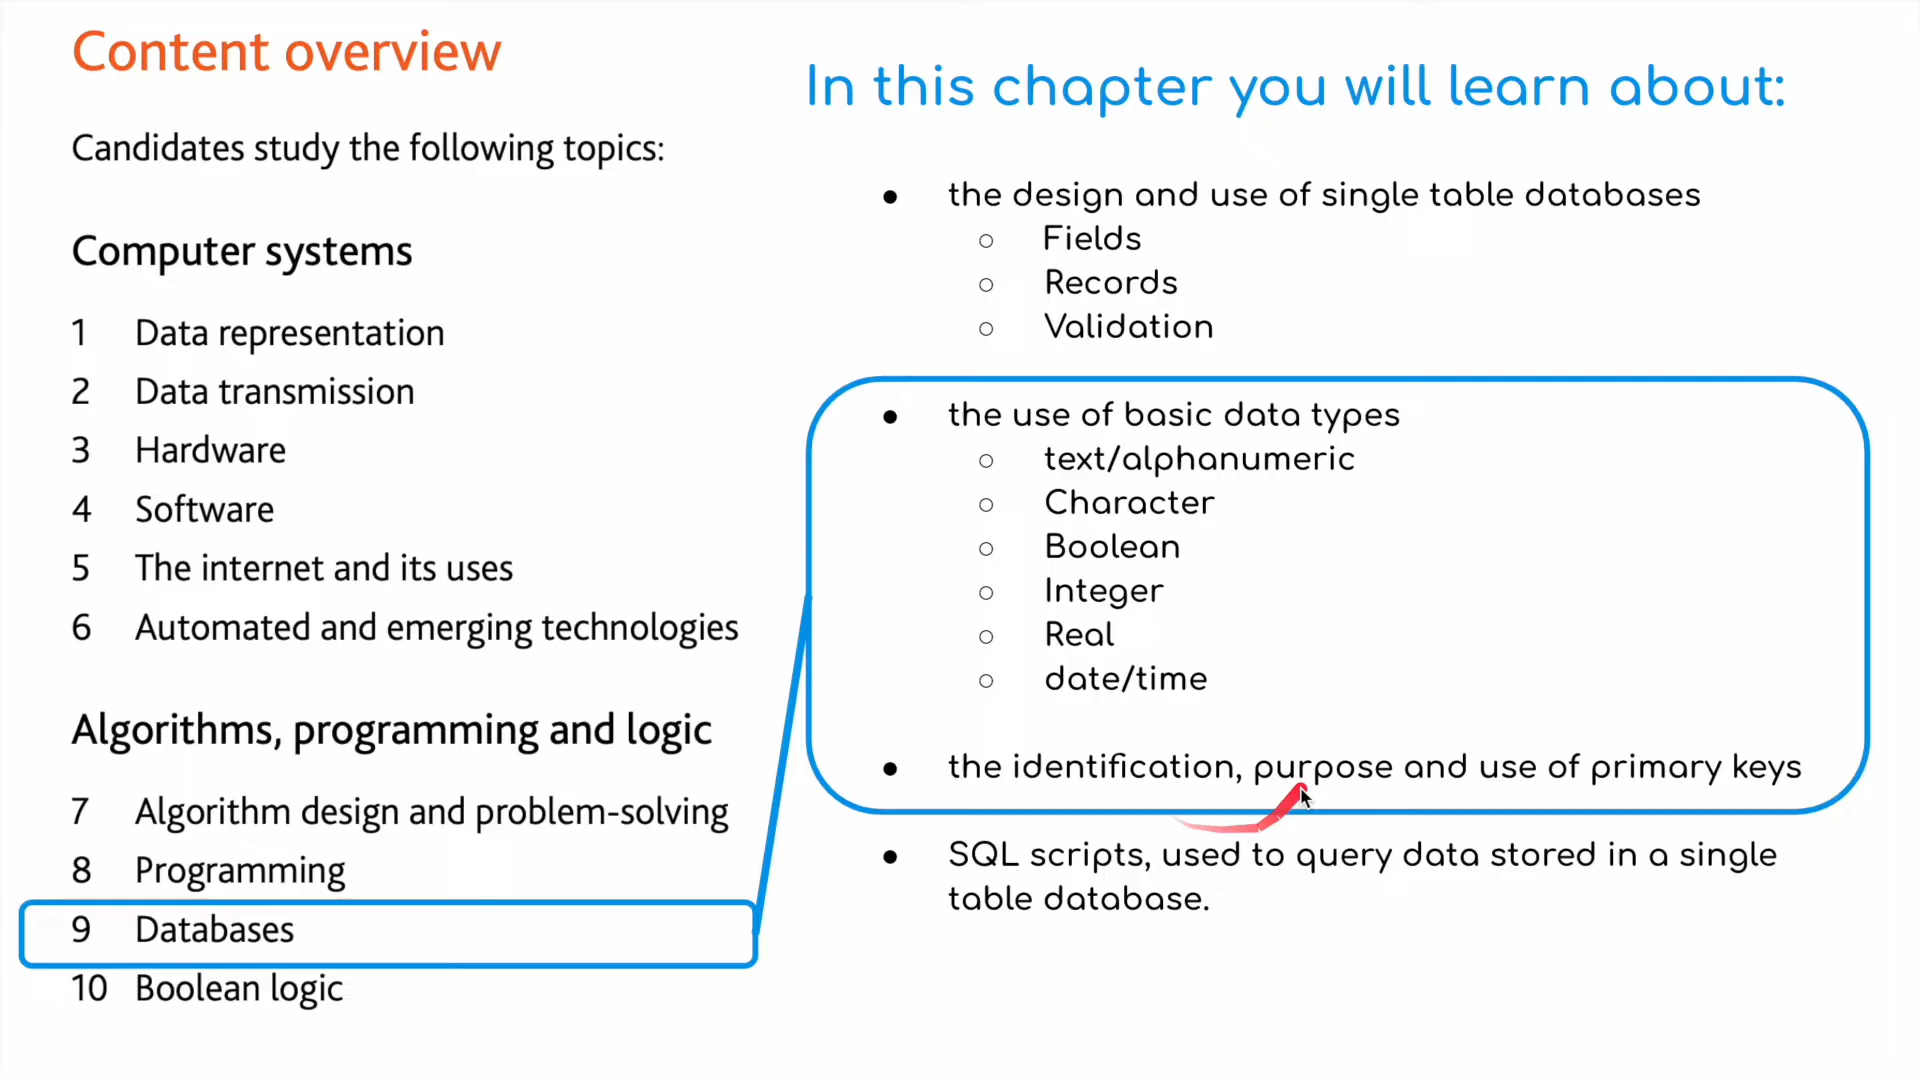 Content overview
Candidates study the following topics:
Computer systems
1 Data representation
2 Data transmission
3 Hardware
4 Software
5 The internet and its uses
6 Automated and emerging technologies
Algorithms, programming and logic
7 Algorithm design and problem-solving
8 Programming
9 Databases
10 Boolean logic
In this chapter you will learn about:
● the design and use of single table databases
○ Fields
○ Records
○ Validation
● the use of basic data types
○ text/alphanumeric
○ Character
○ Boolean
○ Integer
○ Real
○ date/time
● the identification, purpose and use of primary keys
● SQL scripts, used to query data stored in a single
table database.